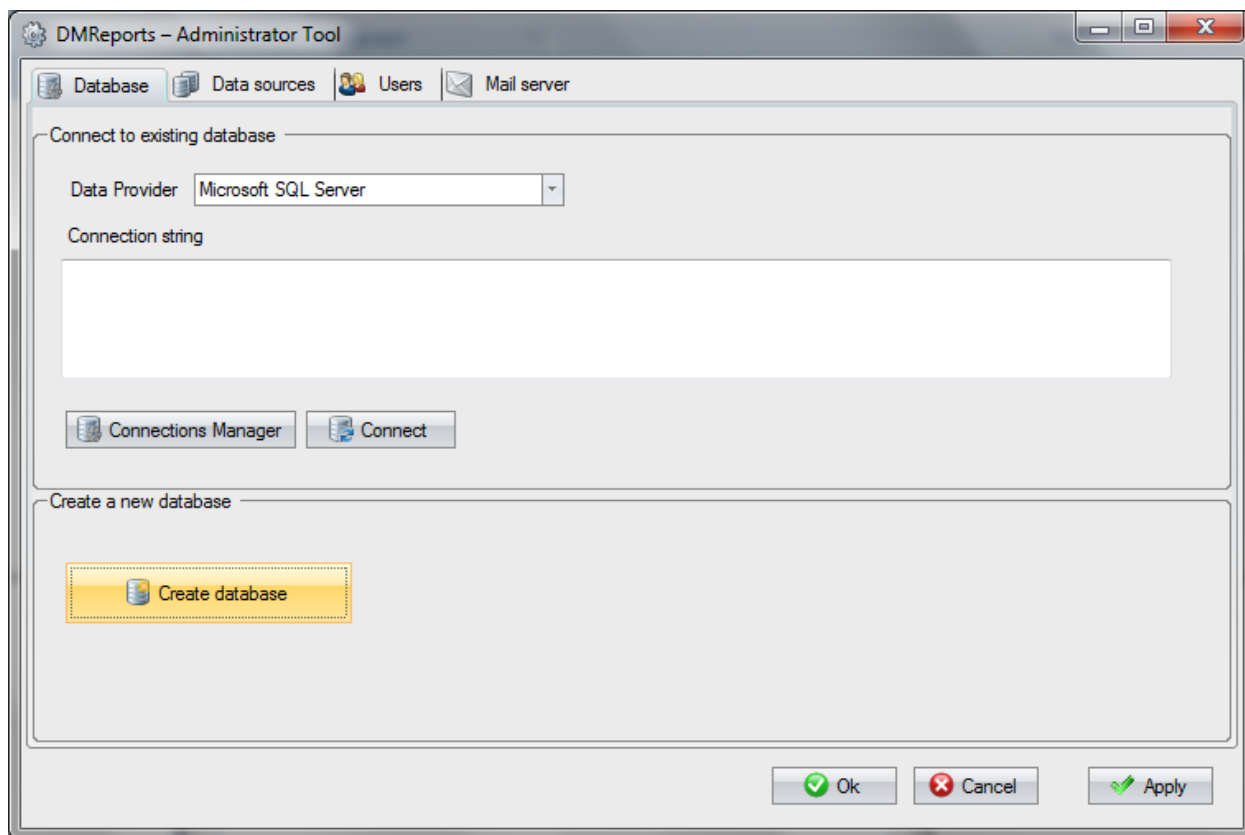 DMReports – Administrator Tool
Database Data sources Users Mail server
Connect to existing database
Data Provider Microsoft SQL Server
Connection string
Connections Manager Connect
Create a new database
Create database
Ok Cancel Apply